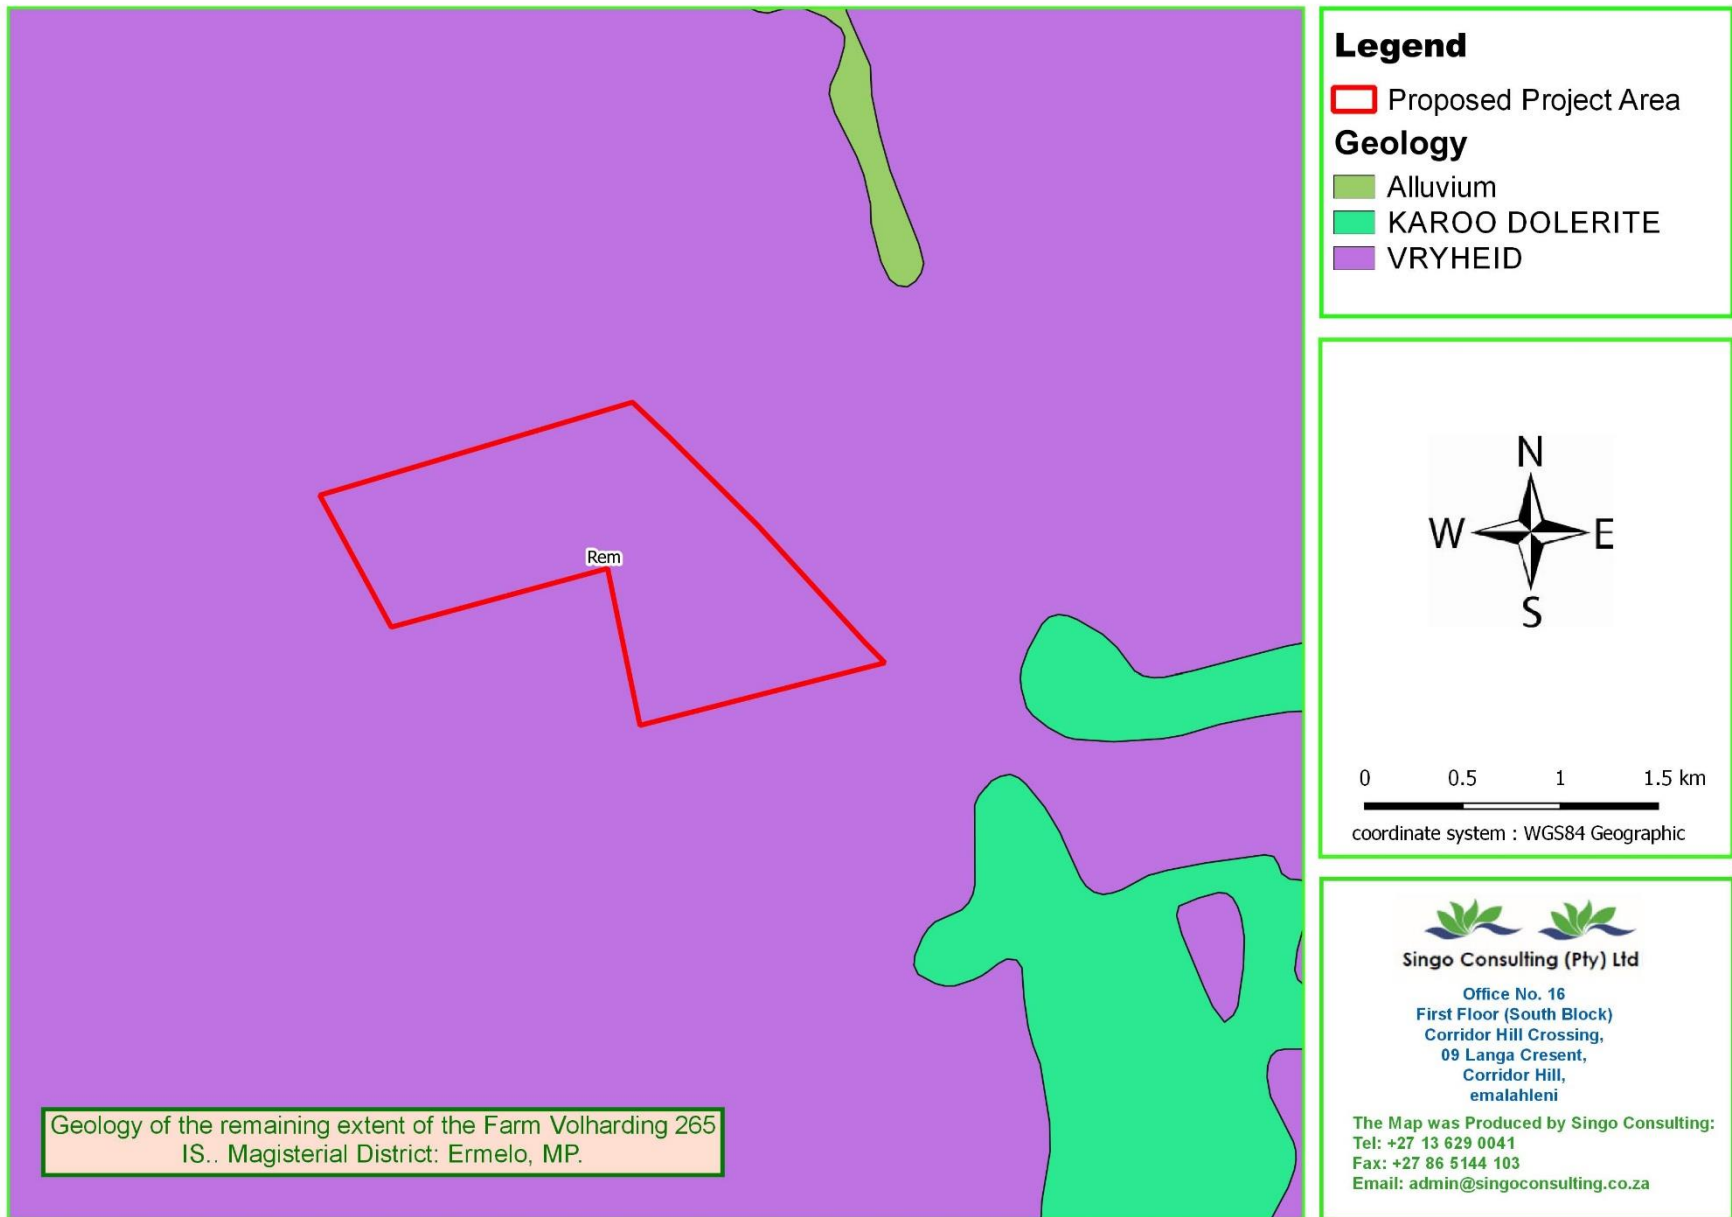 Rem
Geology of the remaining extent of the Farm Volharding 265
IS.. Magisterial District: Ermelo, MP.
Legend
Proposed Project Area
Geology
Alluvium
KAROO DOLERITE
VRYHEID
N
W E
S
0 0.5 1 1.5 km
coordinate system : WGS84 Geographic
Singo Consulting (Pty) Ltd
Office No. 16
First Floor (South Block)
Corridor Hill Crossing,
09 Langa Cresent,
Corridor Hill,
emalahleni
The Map was Produced by Singo Consulting:
Tel: +27 13 629 0041
Fax: +27 86 5144 103
Email: admin@singoconsulting.co.za